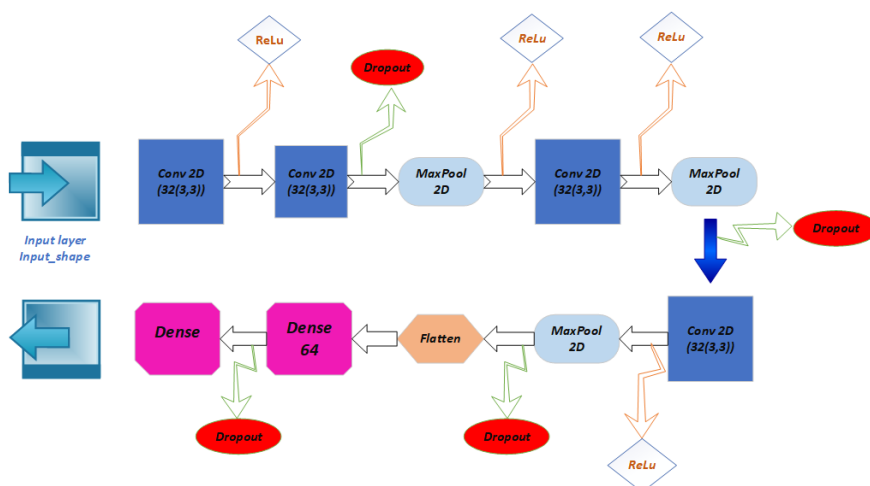 ReLu
ReLu
ReLu
Dropout
Conv 2D
(32(3,3))
Conv 2D
(32(3,3))
MaxPool
2D
Conv 2D
(32(3,3))
MaxPool
2D
Input layer
Input_shape
Dropout
Dense
Dense
64
Flatten
MaxPool
2D
Conv 2D
(32(3,3))
Dropout
Dropout
ReLu